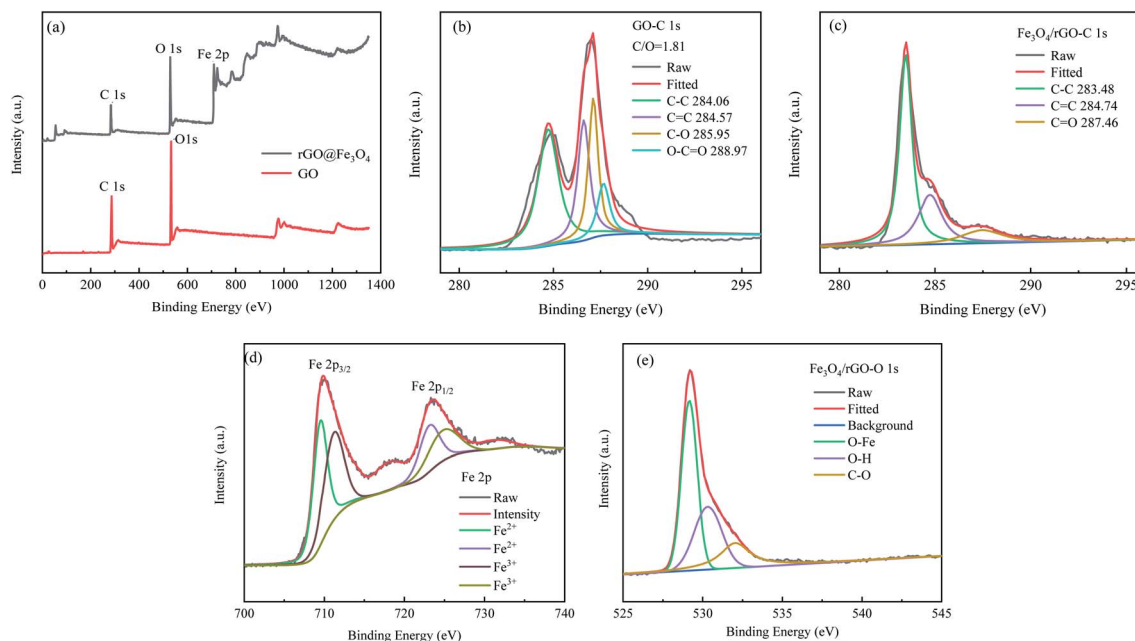 (a)
O 1s
Fe 2p
C 1s
O1s
rGO@Fe₃O₄
GO
C 1s
Intensity (a.u.)
0 200 400 600 800 1000 1200 1400
Binding Energy (eV)
(b)
GO-C 1s
C/O=1.81
Raw
Fitted
C-C 284.06
C=C 284.57
C-O 285.95
O-C=O 288.97
Intensity (a.u.)
280 285 290 295
Binding Energy (eV)
(c)
Fe₃O₄/rGO-C 1s
Raw
Fitted
C-C 283.48
C=C 284.74
C=O 287.46
Intensity (a.u.)
280 285 290 295
Binding Energy (eV)
(d)
Fe 2p₃/₂
Fe 2p₁/₂
Fe 2p
Raw
Intensity
Fe²⁺
Fe²⁺
Fe³⁺
Fe³⁺
Intensity (a.u.)
700 710 720 730 740
Binding Energy (eV)
(e)
Fe₃O₄/rGO-O 1s
Raw
Fitted
Background
O-Fe
O-H
C-O
Intensity (a.u.)
525 530 535 540 545
Binding Energy (eV)